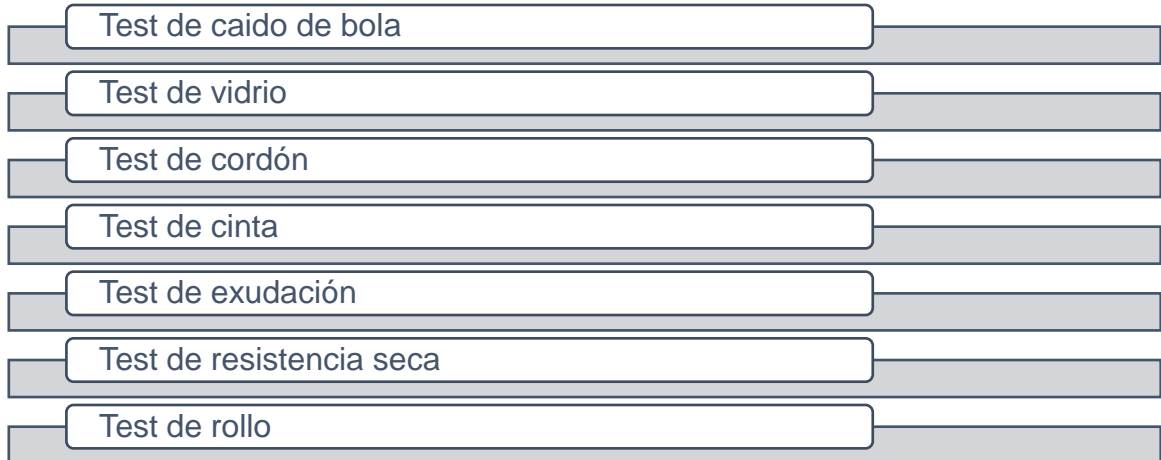 Test de caido de bola
Test de vidrio
Test de cordón
Test de cinta
Test de exudación
Test de resistencia seca
Test de rollo